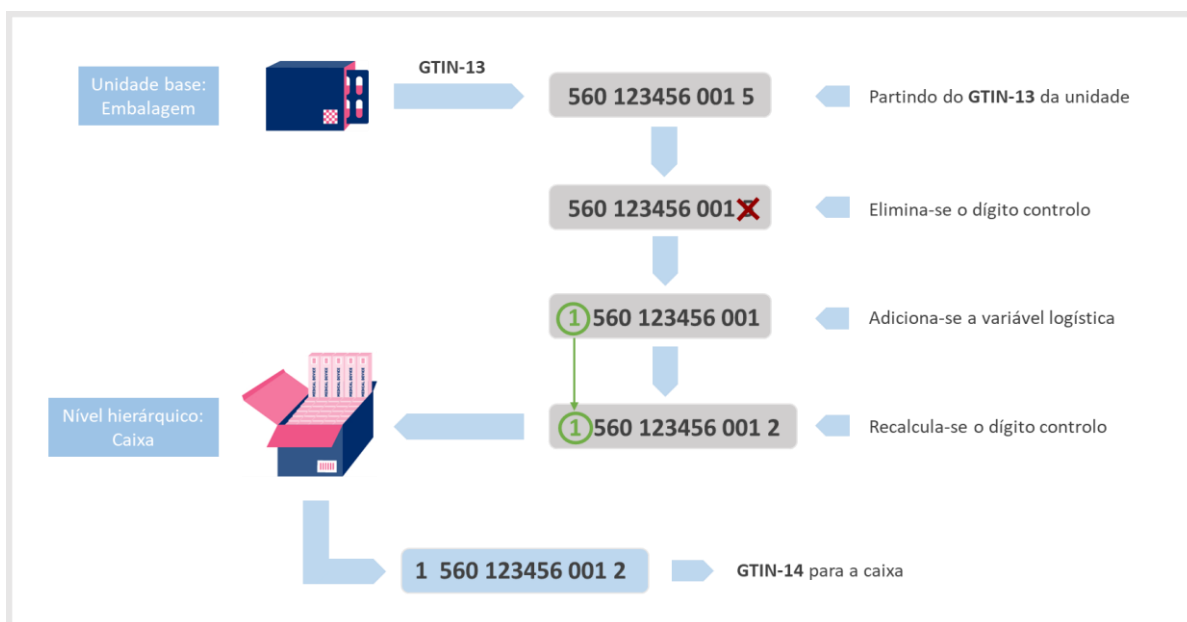 Unidade base:
Embalagem
GTIN-13
560 123456 001 5
Partindo do GTIN-13 da unidade
560 123456 001
Elimina-se o dígito controlo
1 560 123456 001
Adiciona-se a variável logística
Nível hierárquico:
Caixa
1 560 123456 001 2
Recalcula-se o dígito controlo
1 560 123456 001 2
GTIN-14 para a caixa